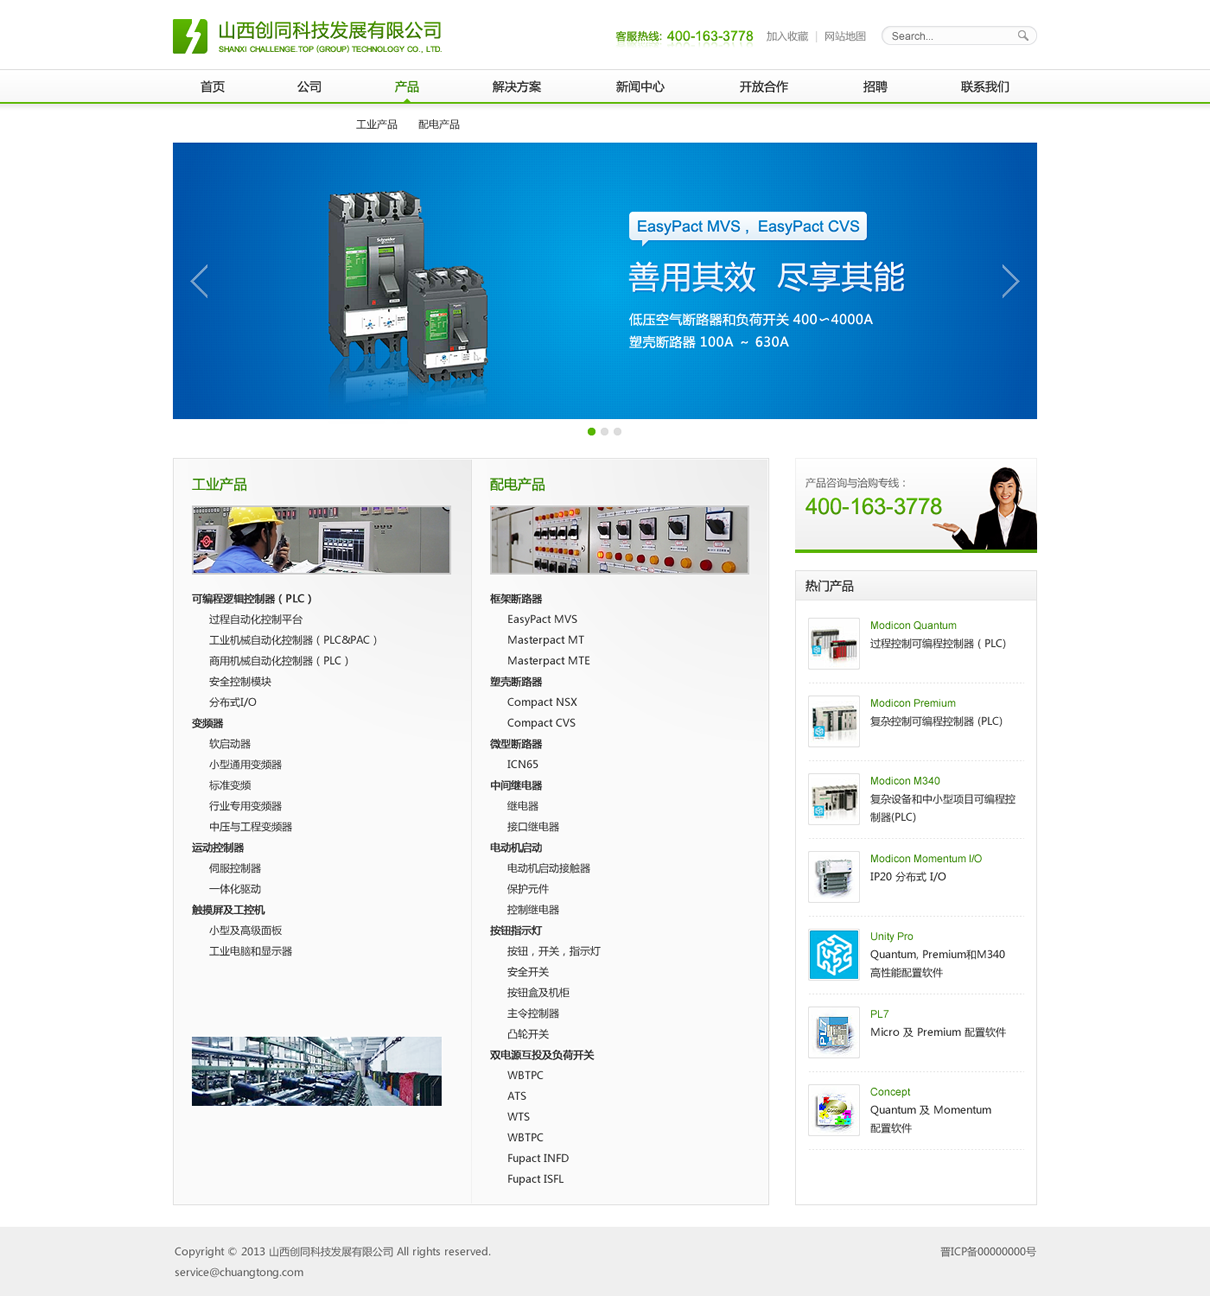 山西创同科技发展有限公司
SHANXI CHALLENGE.TOP (GROUP) TECHNOLOGY CO., LTD.
客服热线: 400-163-3778
加入收藏 | 网站地图
Search...
首页 公司 产品 解决方案 新闻中心 开放合作 招聘 联系我们
工业产品 配电产品
EasyPact MVS , EasyPact CVS
善用其效 尽享其能
低压空气断路器和负荷开关 400∽4000A
塑壳断路器 100A ~ 630A
工业产品
可编程逻辑控制器 ( PLC )
过程自动化控制平台
工业机械自动化控制器 ( PLC&PAC )
商用机械自动化控制器 ( PLC )
安全控制模块
分布式I/O
变频器
软启动器
小型通用变频器
标准变频
行业专用变频器
中压与工程变频器
运动控制器
伺服控制器
一体化驱动
触摸屏及工控机
小型及高级面板
工业电脑和显示器
配电产品
框架断路器
EasyPact MVS
Masterpact MT
Masterpact MTE
塑壳断路器
Compact NSX
Compact CVS
微型断路器
ICN65
中间继电器
继电器
接口继电器
电动机启动
电动机启动接触器
保护元件
控制继电器
按钮指示灯
按钮，开关，指示灯
安全开关
按钮盒及机柜
主令控制器
凸轮开关
双电源互投及负荷开关
WBTPC
ATS
WTS
WBTPC
Fupact INFD
Fupact ISFL
产品咨询与洽购专线：
400-163-3778
热门产品
Modicon Quantum
过程控制可编程控制器 ( PLC)
Modicon Premium
复杂控制可编程控制器 (PLC)
Modicon M340
复杂设备和中小型项目可编程控
制器(PLC)
Modicon Momentum I/O
IP20 分布式 I/O
Unity Pro
Quantum, Premium和M340
高性能配置软件
PL7
Micro 及 Premium 配置软件
Concept
Quantum 及 Momentum
配置软件
Copyright © 2013 山西创同科技发展有限公司 All rights reserved.
service@chuangtong.com
晋ICP备00000000号